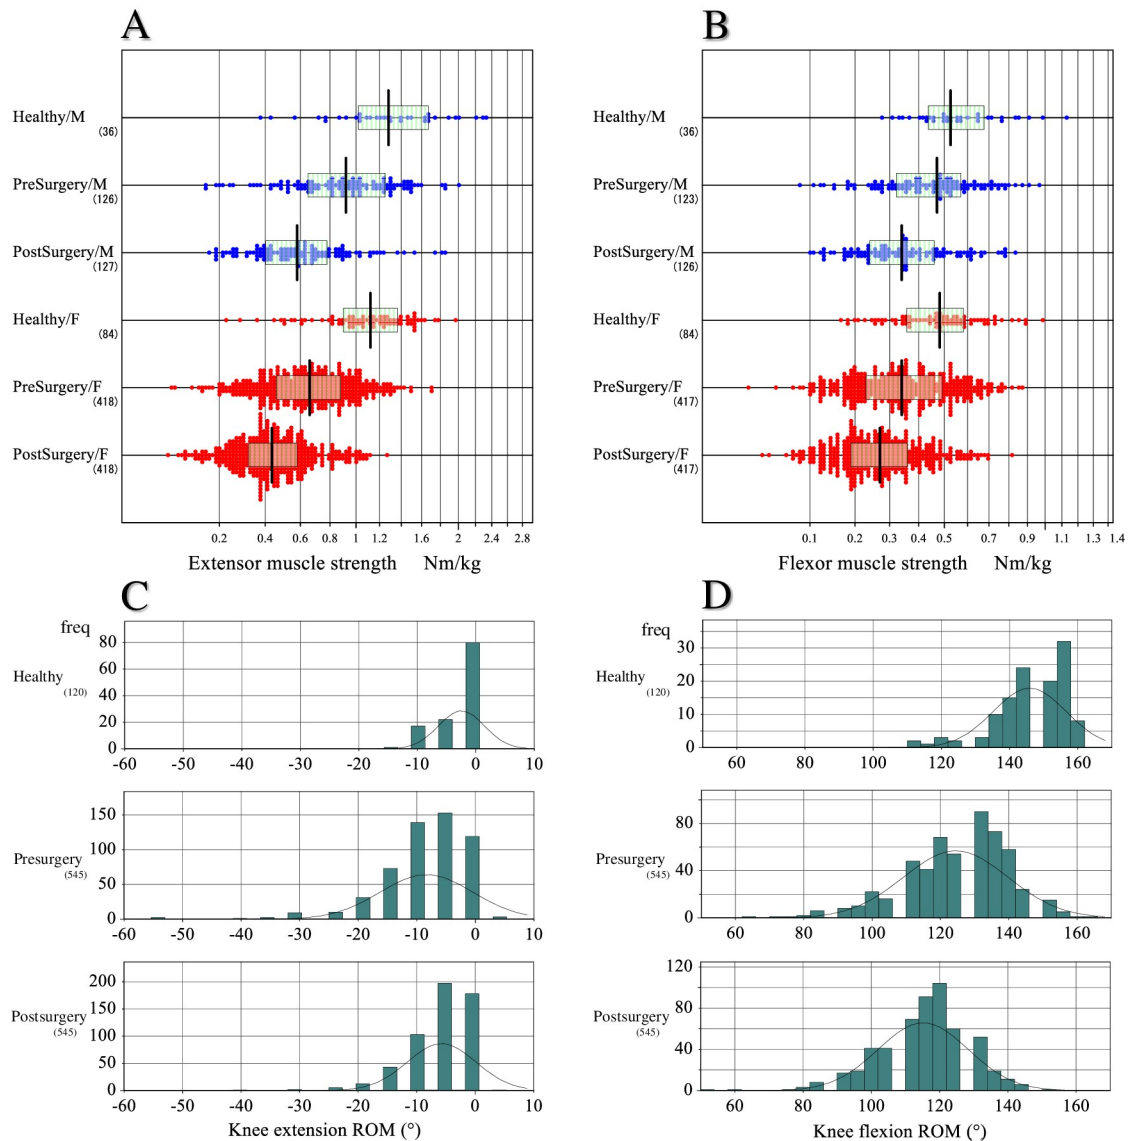 A
B
Healthy/M
(36)
PreSurgery/M
(126)
PostSurgery/M
(127)
Healthy/F
(84)
PreSurgery/F
(418)
PostSurgery/F
(418)
0.2 0.4 0.6 0.8 1 1.2 1.6 2 2.4 2.8
Extensor muscle strength Nm/kg
Healthy/M
(36)
PreSurgery/M
(123)
PostSurgery/M
(126)
Healthy/F
(84)
PreSurgery/F
(417)
PostSurgery/F
(417)
0.1 0.2 0.3 0.4 0.5 0.7 0.9 1.1 1.3 1.4
Flexor muscle strength Nm/kg
C
freq
Healthy
(120)
80
60
40
20
0
-60 -50 -40 -30 -20 -10 0 10
Presurgery
(545)
150
100
50
0
-60 -50 -40 -30 -20 -10 0 10
Postsurgery
(545)
200
150
100
50
0
-60 -50 -40 -30 -20 -10 0 10
Knee extension ROM (°)
D
freq
Healthy
(120)
30
20
10
0
60 80 100 120 140 160
Presurgery
(545)
80
40
0
60 80 100 120 140 160
Postsurgery
(545)
120
80
40
0
60 80 100 120 140 160
Knee flexion ROM (°)